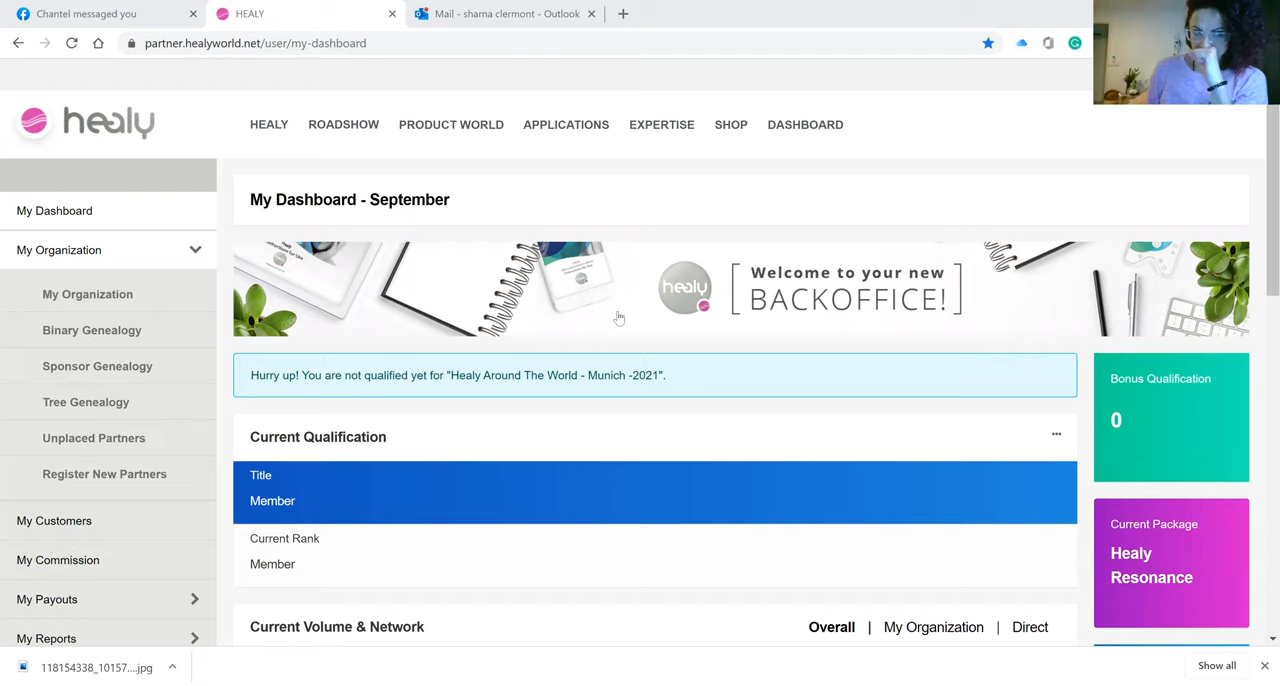 Chantel messaged you
HEALY
Mail - sharna clermont - Outlook
partner.healyworld.net/user/my-dashboard
healy
HEALY
ROADSHOW
PRODUCT WORLD
APPLICATIONS
EXPERTISE
SHOP
DASHBOARD
My Dashboard
My Organization
My Organization
Binary Genealogy
Sponsor Genealogy
Tree Genealogy
Unplaced Partners
Register New Partners
My Customers
My Commission
My Payouts
My Reports
My Dashboard - September
healy
Welcome to your new
BACKOFFICE!
Hurry up! You are not qualified yet for "Healy Around The World - Munich -2021".
Current Qualification
Title
Member
Current Rank
Member
Current Volume & Network
Overall | My Organization | Direct
Bonus Qualification
0
Current Package
Healy
Resonance
118154338_10157....jpg
Show all